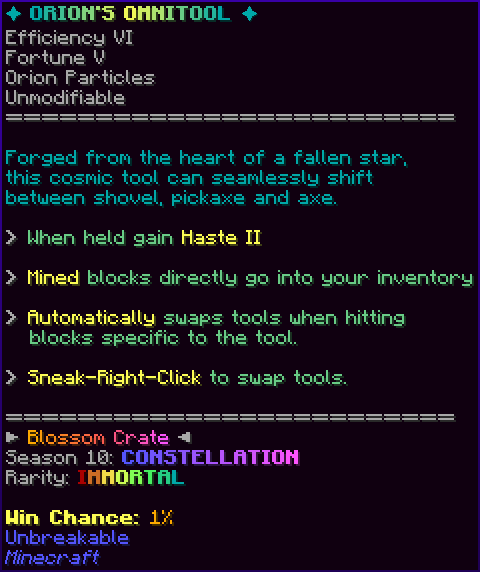 ✦ ORION'S OMNITOOL ✦
Efficiency VI
Fortune V
Orion Particles
Unmodifiable
============================
Forged from the heart of a fallen star,
this cosmic tool can seamlessly shift
between shovel, pickaxe and axe.
> When held gain Haste II
> Mined blocks directly go into your inventory
> Automatically swaps tools when hitting
blocks specific to the tool.
> Sneak-Right-Click to swap tools.
============================
► Blossom Crate ◄
Season 10: CONSTELLATION
Rarity: IMMORTAL
Win Chance: 1%
Unbreakable
Minecraft